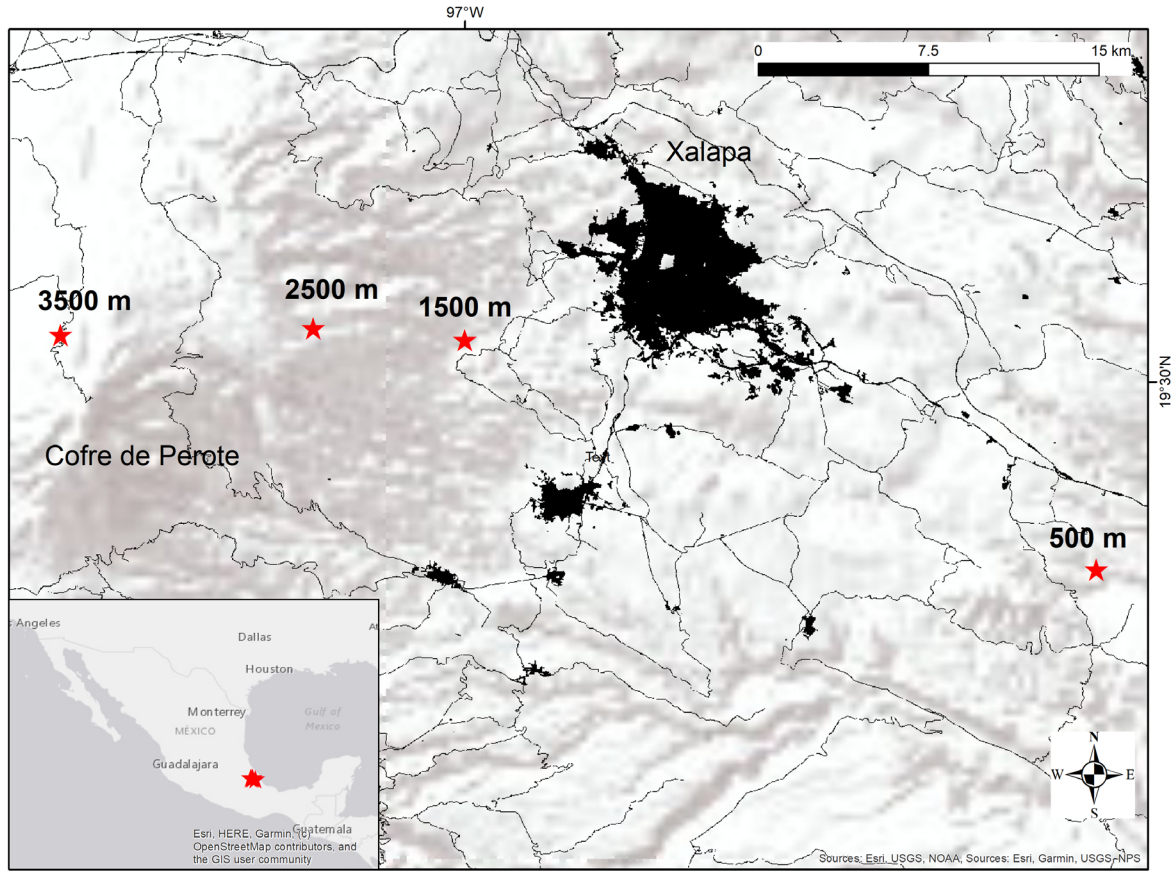 97°W
0 7.5 15 km
Xalapa
3500 m
2500 m
1500 m
19°30'N
Cofre de Perote
Text
500 m
Angeles
Dallas
Houston
Monterrey
Gulf of
Mexico
MÉXICO
Guadalajara
Guatemala
Esri, HERE, Garmin, (c)
OpenStreetMap contributors, and
the GIS user community
N
W E
S
Sources: Esri, USGS, NOAA, Sources: Esri, Garmin, USGS, NPS